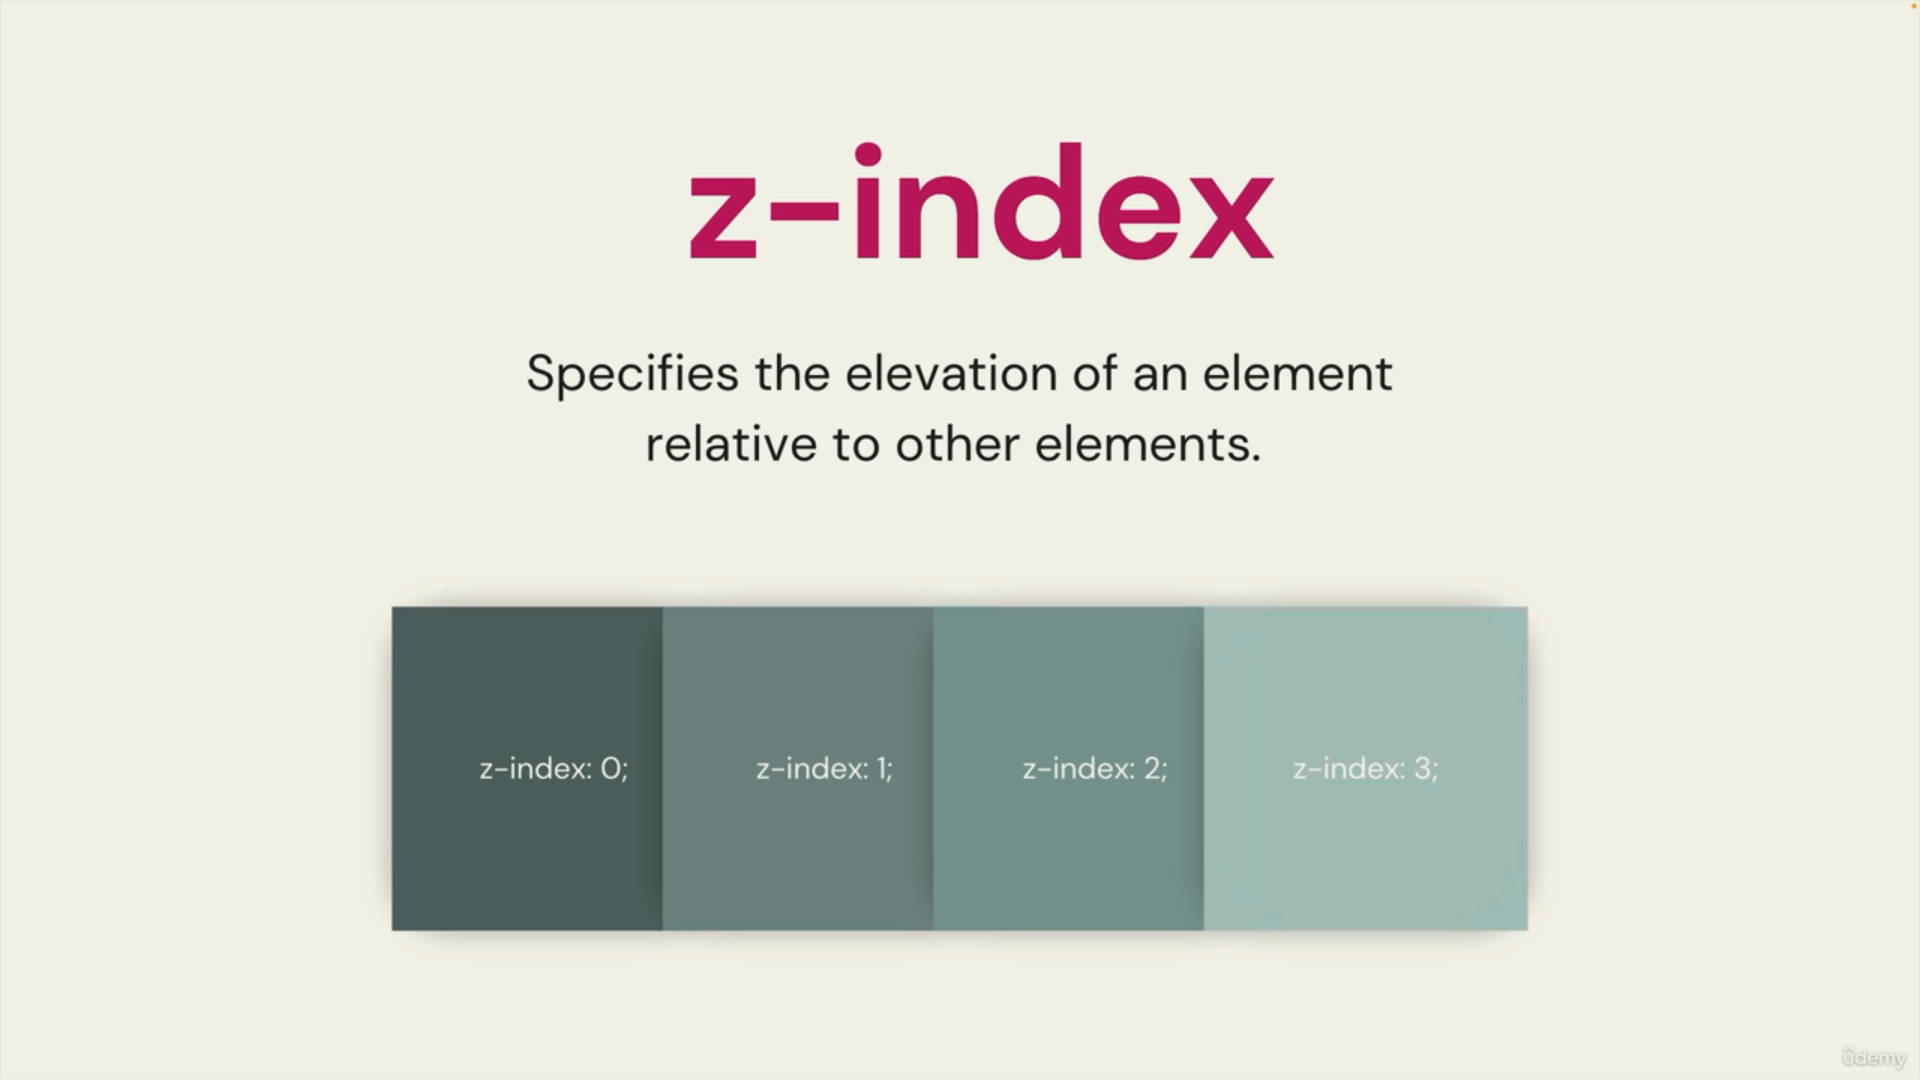 z-index
Specifies the elevation of an element
relative to other elements.
z-index: 0;
z-index: 1;
z-index: 2;
z-index: 3;
ûdemy